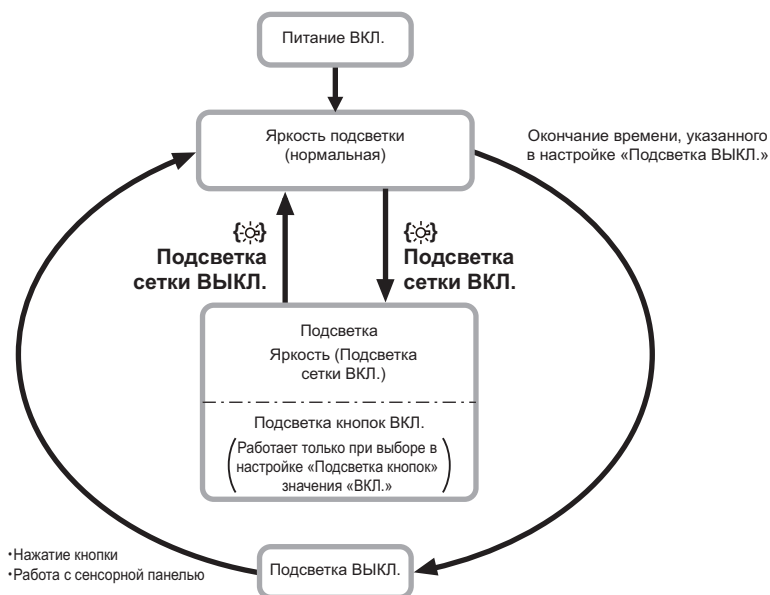 Питание ВКЛ.
Яркость подсветки
(нормальная)
Окончание времени, указанного
в настройке «Подсветка ВЫКЛ.»
Подсветка
сетки ВЫКЛ.
Подсветка
сетки ВКЛ.
Подсветка
Яркость (Подсветка
сетки ВКЛ.)
Подсветка кнопок ВКЛ.
(Работает только при выборе в
настройке «Подсветка кнопок»
значения «ВКЛ.»)
•Нажатие кнопки
•Работа с сенсорной панелью
Подсветка ВЫКЛ.